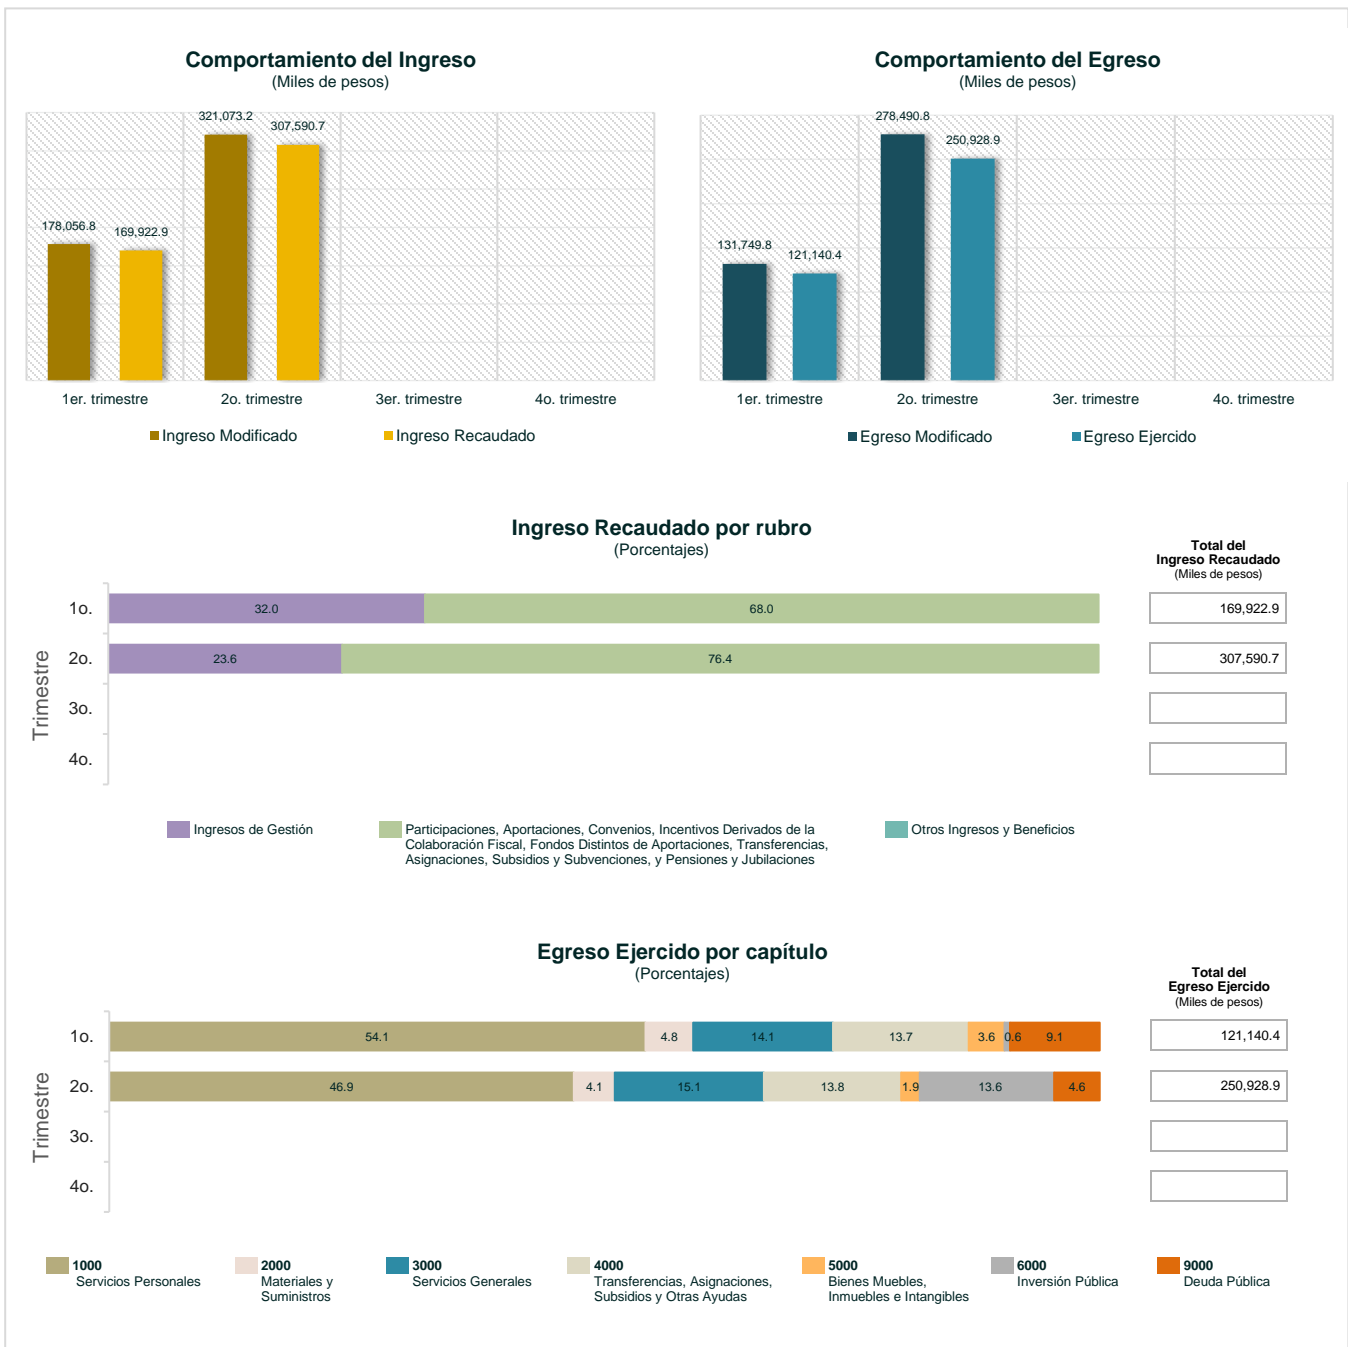 Comportamiento del Ingreso
(Miles de pesos)
321,073.2
307,590.7
178,056.8
169,922.9
1er. trimestre
2o. trimestre
3er. trimestre
4o. trimestre
Ingreso Modificado
Ingreso Recaudado
Comportamiento del Egreso
(Miles de pesos)
278,490.8
250,928.9
131,749.8
121,140.4
1er. trimestre
2o. trimestre
3er. trimestre
4o. trimestre
Egreso Modificado
Egreso Ejercido
Ingreso Recaudado por rubro
(Porcentajes)
Total del
Ingreso Recaudado
(Miles de pesos)
Trimestre
1o.
32.0
68.0
169,922.9
2o.
23.6
76.4
307,590.7
3o.
4o.
Ingresos de Gestión
Participaciones, Aportaciones, Convenios, Incentivos Derivados de la
Colaboración Fiscal, Fondos Distintos de Aportaciones, Transferencias,
Asignaciones, Subsidios y Subvenciones, y Pensiones y Jubilaciones
Otros Ingresos y Beneficios
Egreso Ejercido por capítulo
(Porcentajes)
Total del
Egreso Ejercido
(Miles de pesos)
Trimestre
1o.
54.1
4.8
14.1
13.7
3.6
0.6
9.1
121,140.4
2o.
46.9
4.1
15.1
13.8
1.9
13.6
4.6
250,928.9
3o.
4o.
1000
Servicios Personales
2000
Materiales y
Suministros
3000
Servicios Generales
4000
Transferencias, Asignaciones,
Subsidios y Otras Ayudas
5000
Bienes Muebles,
Inmuebles e Intangibles
6000
Inversión Pública
9000
Deuda Pública